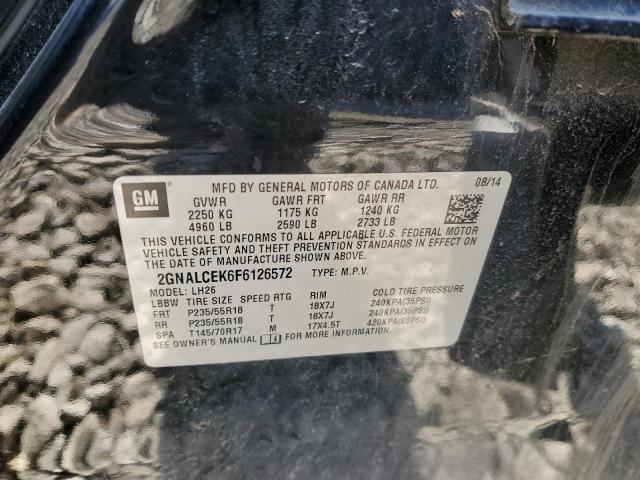 MFD BY GENERAL MOTORS OF CANADA LTD. 08/14
GM
GVWR GAWR FRT GAWR RR
2250 KG 1175 KG 1240 KG
4960 LB 2590 LB 2733 LB
THIS VEHICLE CONFORMS TO ALL APPLICABLE U.S. FEDERAL MOTOR
VEHICLE SAFETY AND THEFT PREVENTION STANDARDS IN EFFECT ON
THE DATE OF MANUFACTURE SHOWN ABOVE.
2GNALCEK6F6126572 TYPE: M.P.V.
MODEL: LH26
LBBW TIRE SIZE SPEED RTG RIM COLD TIRE PRESSURE
FRT P235/55R18 T 18X7J 240KPA(35PSI)
RR P235/55R18 T 18X7J 240KPA(35PSI)
SPA T145/70R17 M 17X4.5T 420KPA(60PSI)
SEE OWNER'S MANUAL FOR MORE INFORMATION